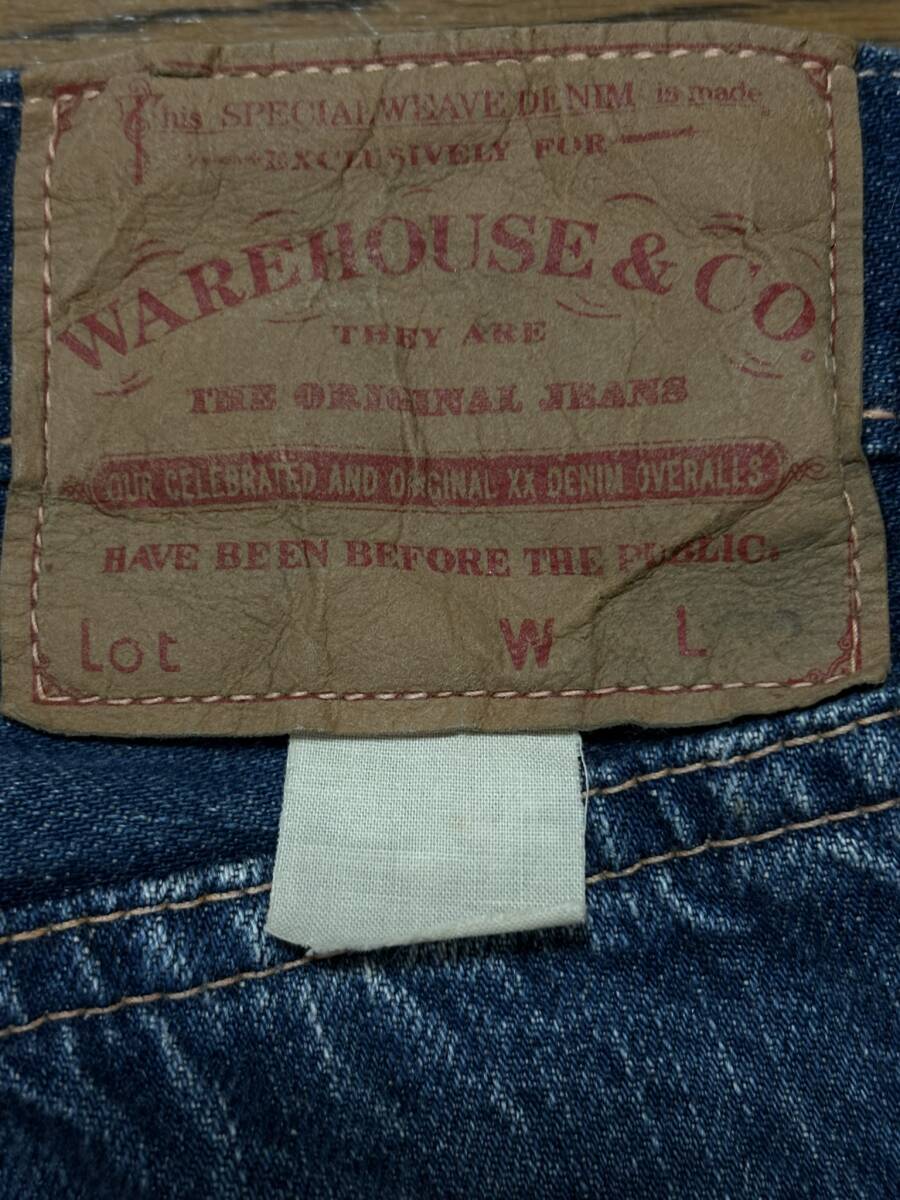 This SPECIAL WEAVE DENIM is made
EXCLUSIVELY FOR
WAREHOUSE & CO.
THEY ARE
THE ORIGINAL JEANS
OUR CELEBRATED AND ORIGINAL XX DENIM OVERALLS
HAVE BEEN BEFORE THE PUBLIC.
Lot W L